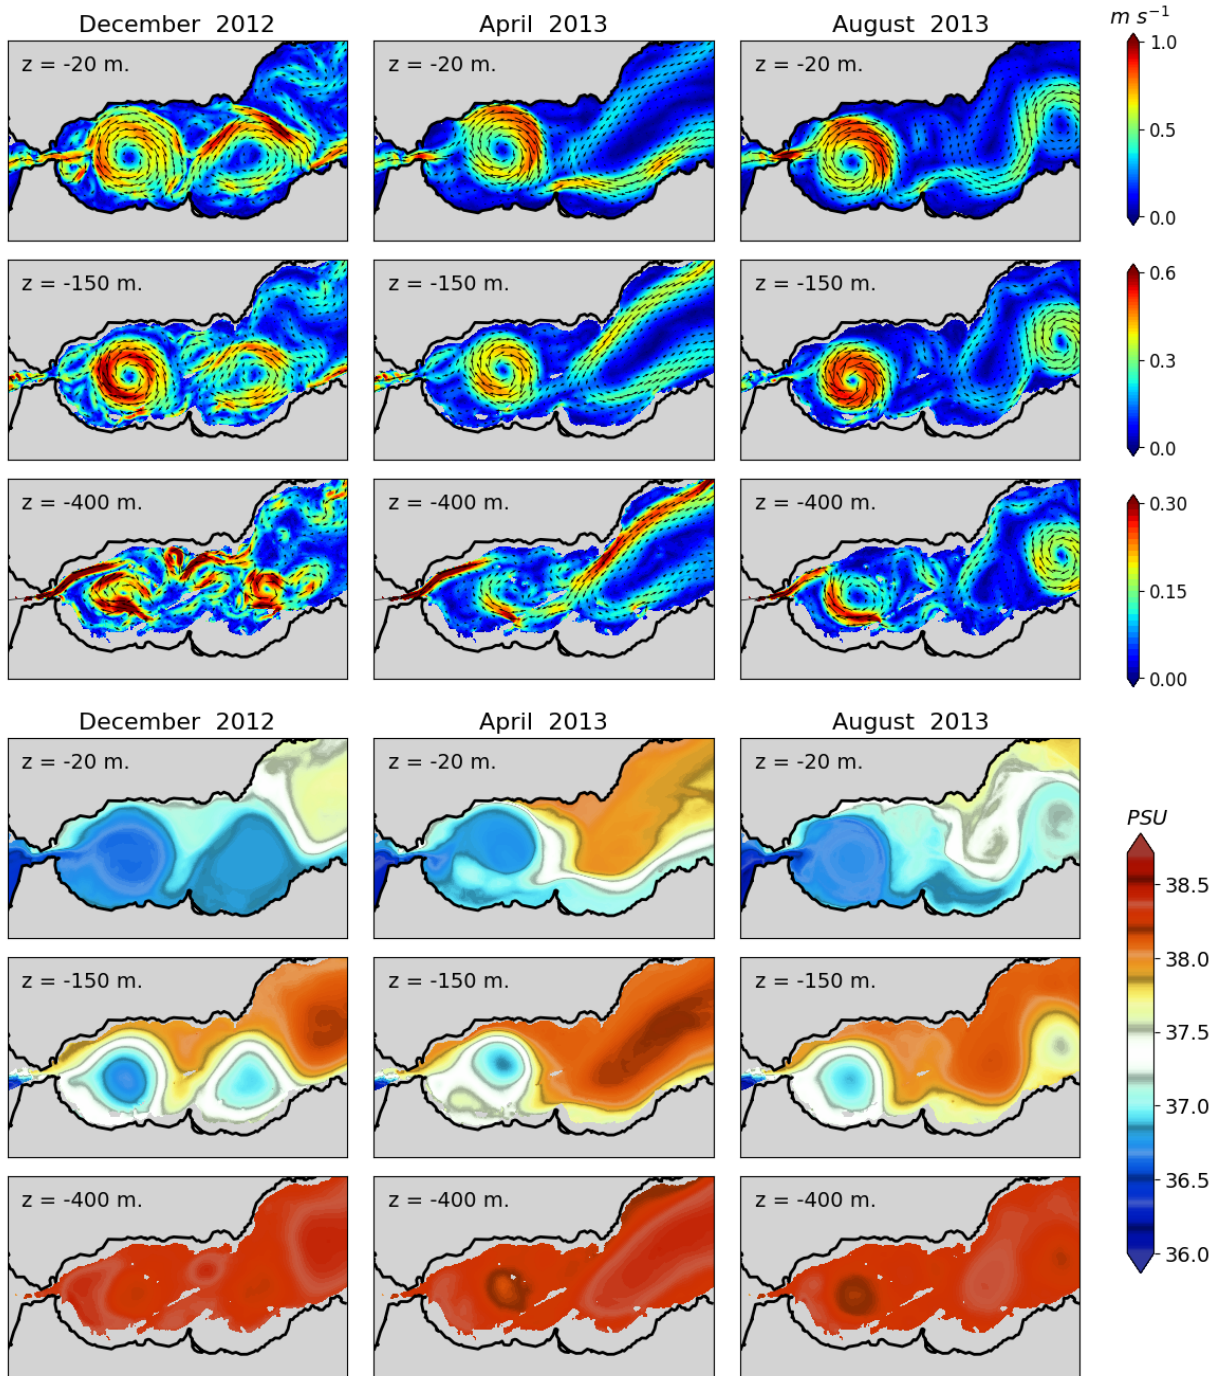 December 2012 April 2013 August 2013 m s⁻¹
z = -20 m. z = -20 m. z = -20 m.
1.0
0.5
0.0
z = -150 m. z = -150 m. z = -150 m.
0.6
0.3
0.0
z = -400 m. z = -400 m. z = -400 m.
0.30
0.15
0.00
December 2012 April 2013 August 2013
z = -20 m. z = -20 m. z = -20 m.
PSU
38.5
38.0
37.5
37.0
36.5
36.0
z = -150 m. z = -150 m. z = -150 m.
z = -400 m. z = -400 m. z = -400 m.